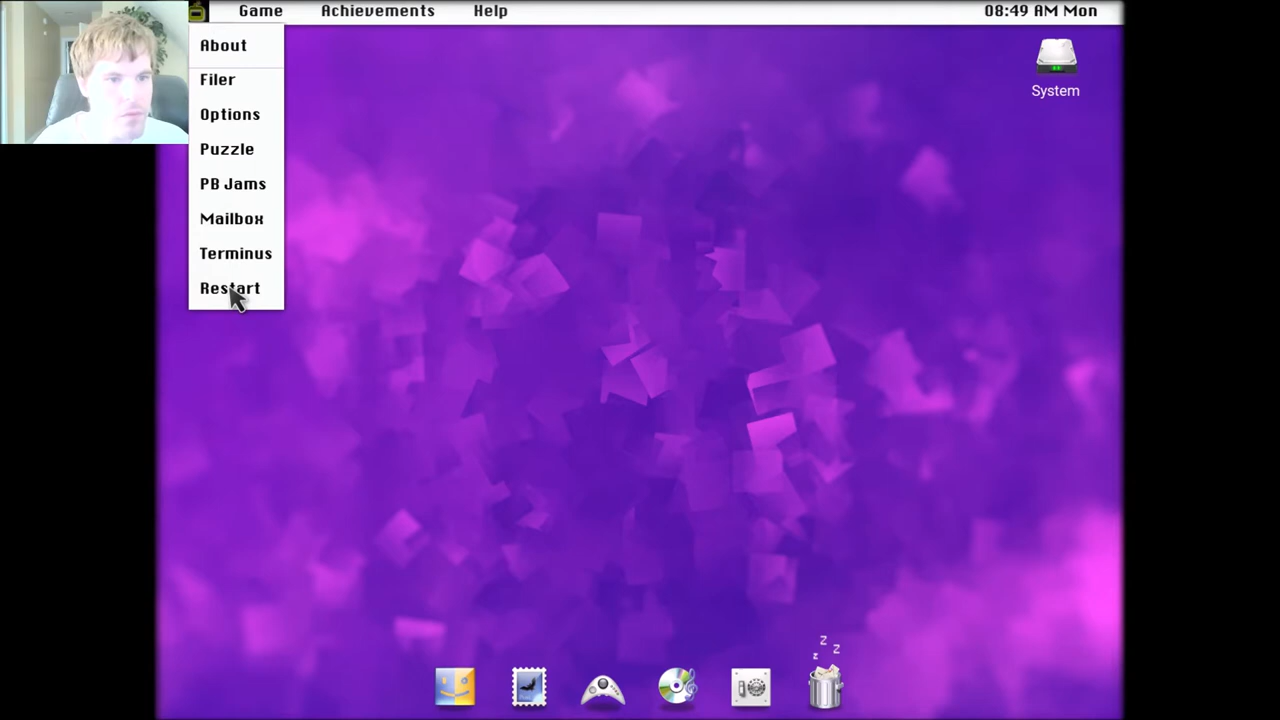 Game Achievements Help 08:49 AM Mon
About
Filer
Options
Puzzle
PB Jams
Mailbox
Terminus
Restart
System
z
Z
z